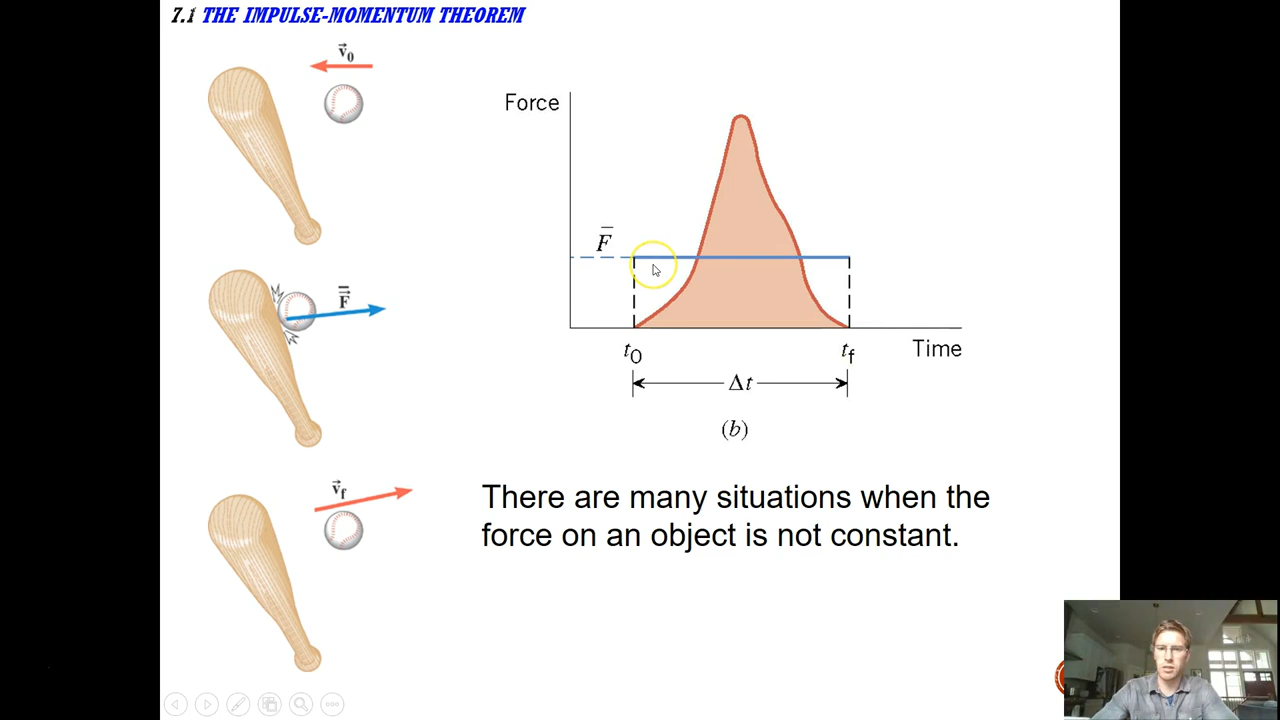 7.1 THE IMPULSE-MOMENTUM THEOREM
v⃗0
Force
F̄
F̄⃗
t0
tf
Time
Δt
(b)
v⃗f
There are many situations when the
force on an object is not constant.